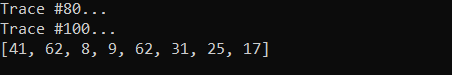 Trace #80...
Trace #100...
[41, 62, 8, 9, 62, 31, 25, 17]